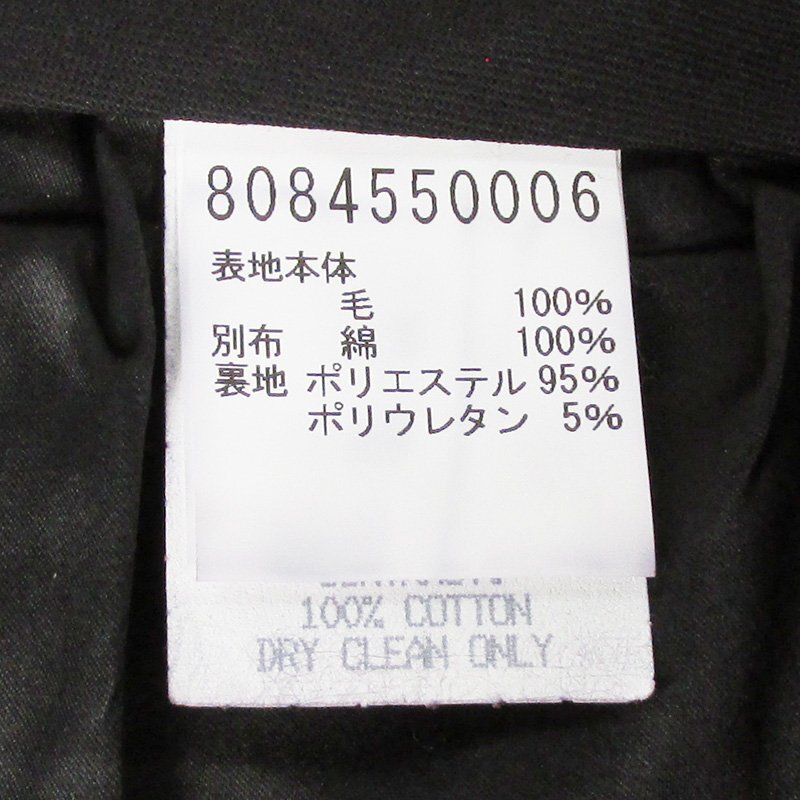 8084550006
表地本体
毛 100%
別布 綿 100%
裏地 ポリエステル 95%
ポリウレタン 5%
100% COTTON
DRY CLEAN ONLY